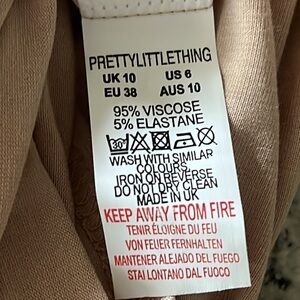 PRETTYLITTLETHING
UK 10 US 6
EU 38 AUS 10
95% VISCOSE
5% ELASTANE
30°
WASH WITH SIMILAR
COLOURS
IRON ON REVERSE
DO NOT DRY CLEAN
MADE IN UK
KEEP AWAY FROM FIRE
TENIR ÉLOIGNE DU FEU
VON FEUER FERNHALTEN
MANTENER ALEJADO DEL FUEGO
STAI LONTANO DAL FUOCO